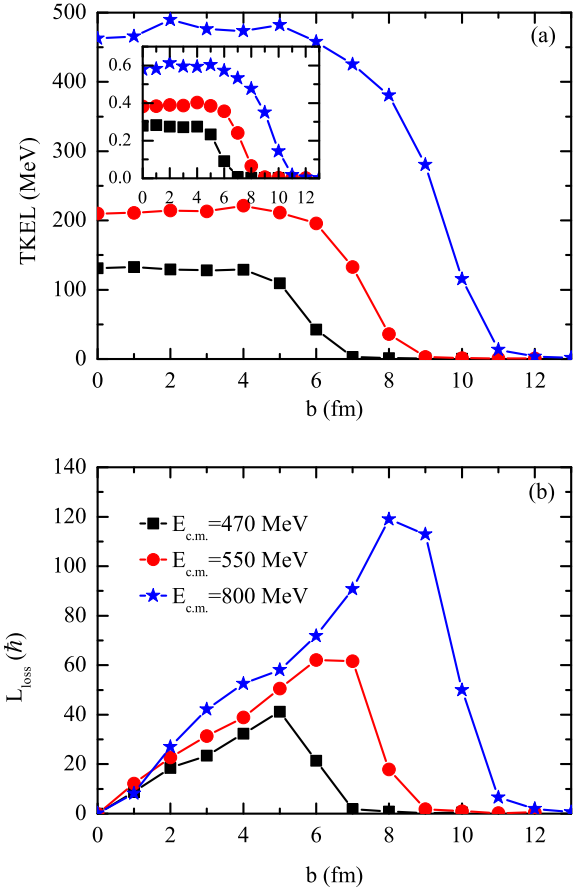 500
400
300
200
100
0
TKEL (MeV)
(a)
0.6
0.4
0.2
0.0
0 2 4 6 8 10 12
0 2 4 6 8 10 12
b (fm)
140
120
100
80
60
40
20
0
L_loss (ħ)
(b)
E_c.m.=470 MeV
E_c.m.=550 MeV
E_c.m.=800 MeV
0 2 4 6 8 10 12
b (fm)